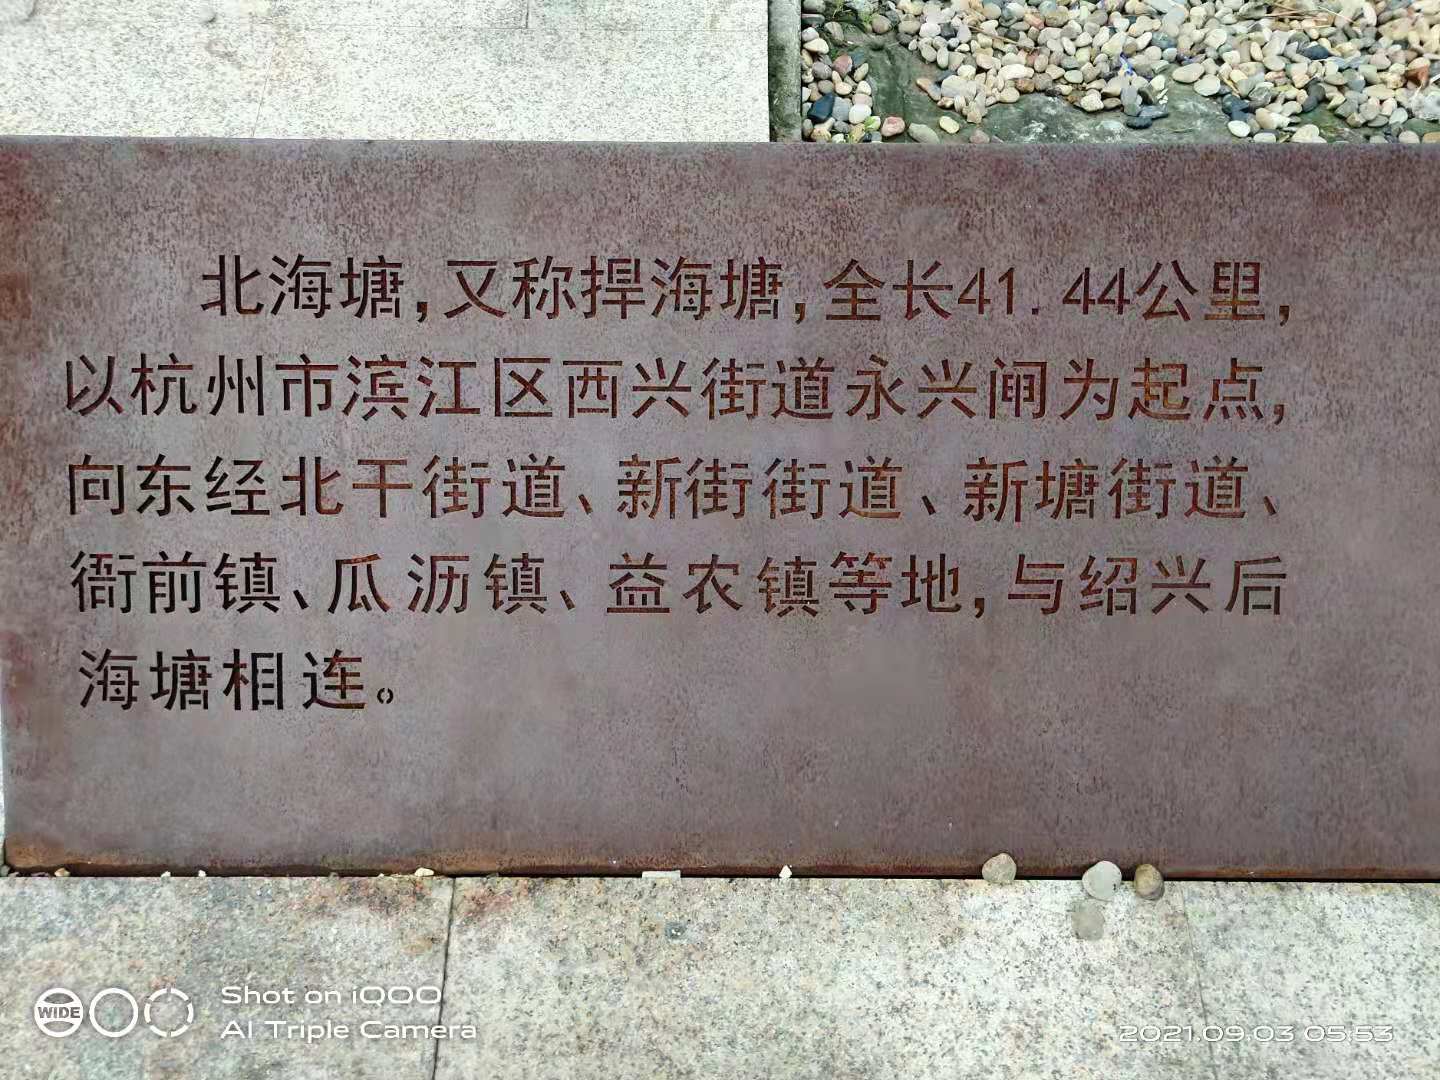 北海塘,又称捍海塘,全长41.44公里,
以杭州市滨江区西兴街道永兴闸为起点,
向东经北干街道、新街街道、新塘街道、
衙前镇、瓜沥镇、益农镇等地,与绍兴后
海塘相连。
WIDE
Shot on iQOO
AI Triple Camera
2021.09.03 05:53